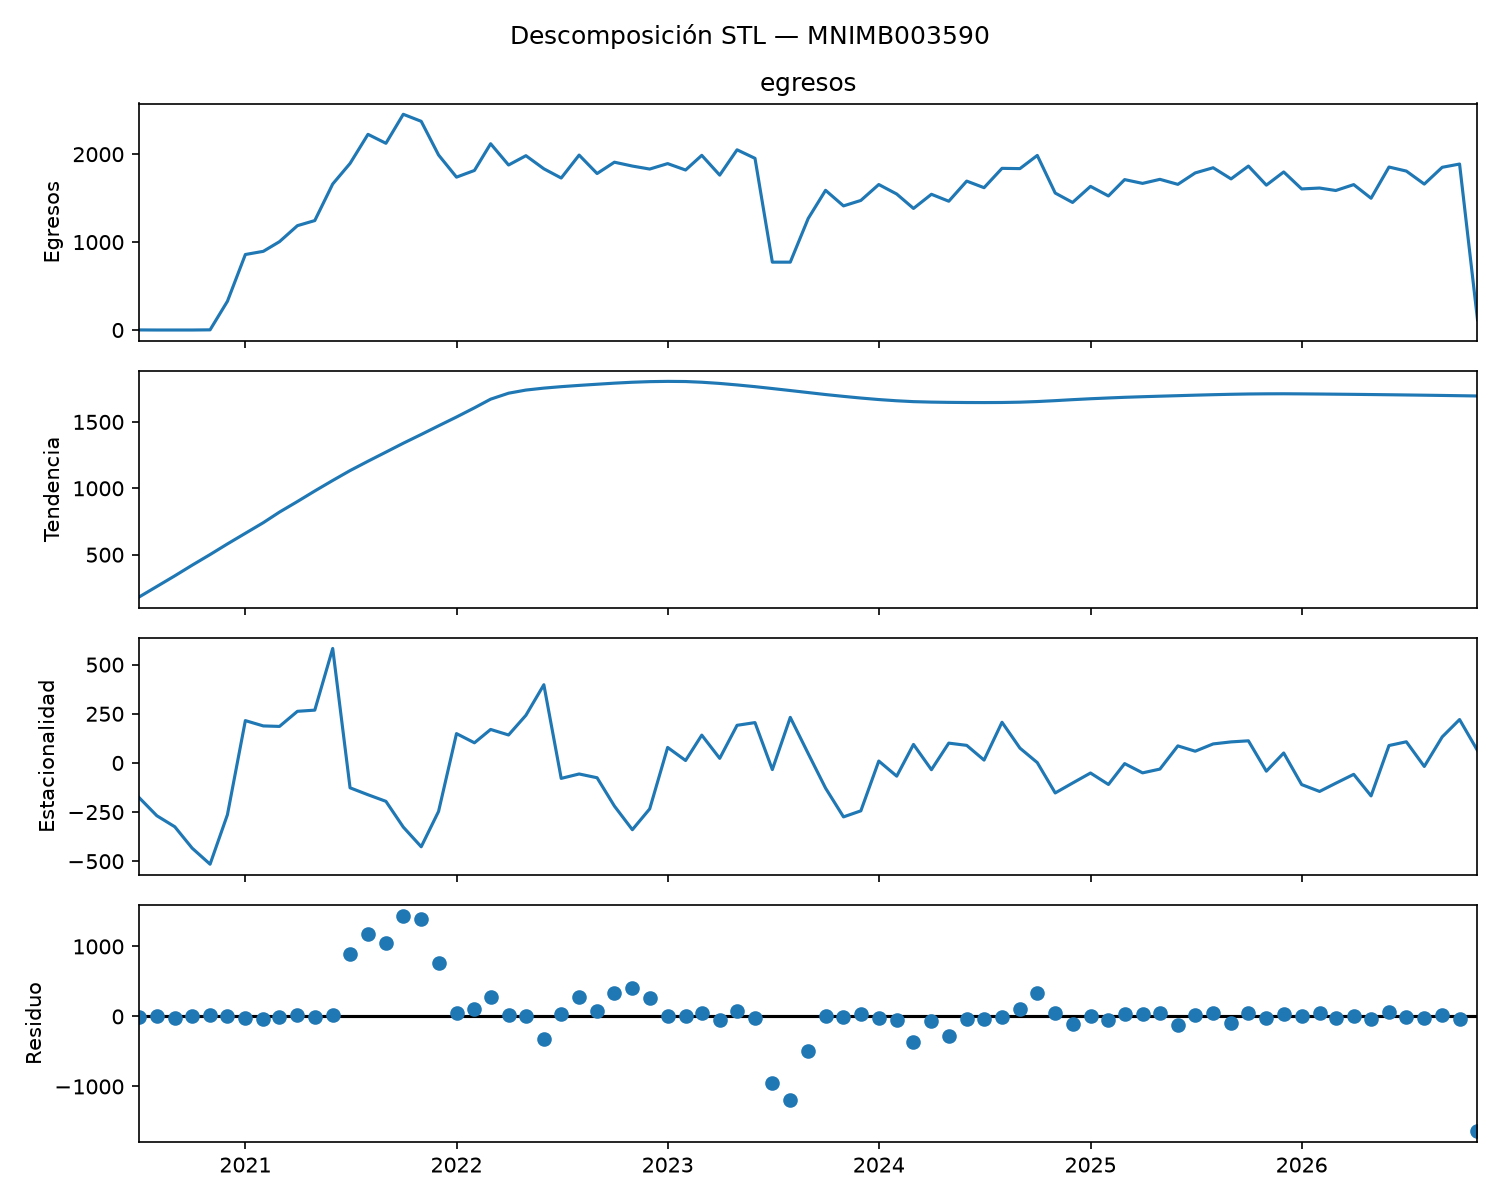 Descomposición STL — MNIMB003590
egresos
Egresos
2000
1000
0
Tendencia
1500
1000
500
Estacionalidad
500
250
0
−250
−500
Residuo
1000
0
−1000
2021 2022 2023 2024 2025 2026